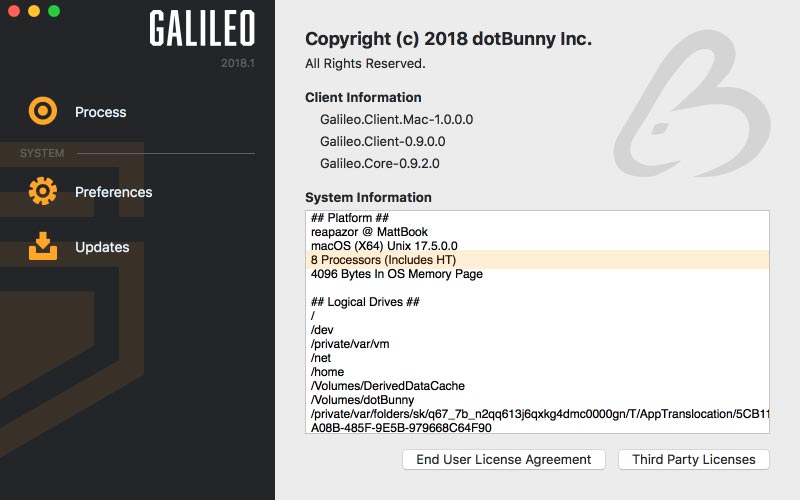 GALILEO
2018.1
Process
SYSTEM
Preferences
Updates
Copyright (c) 2018 dotBunny Inc.
All Rights Reserved.
Client Information
Galileo.Client.Mac-1.0.0.0
Galileo.Client-0.9.0.0
Galileo.Core-0.9.2.0
System Information
## Platform ##
reapazor @ MattBook
macOS (X64) Unix 17.5.0.0
8 Processors (Includes HT)
4096 Bytes In OS Memory Page
## Logical Drives ##
/
/dev
/private/var/vm
/net
/home
/Volumes/DerivedDataCache
/Volumes/dotBunny
/private/var/folders/sk/q67_7b_n2qq613j6qxkg4dmc0000gn/T/AppTranslocation/5CB11
A08B-485F-9E5B-979668C64F90
End User License Agreement
Third Party Licenses